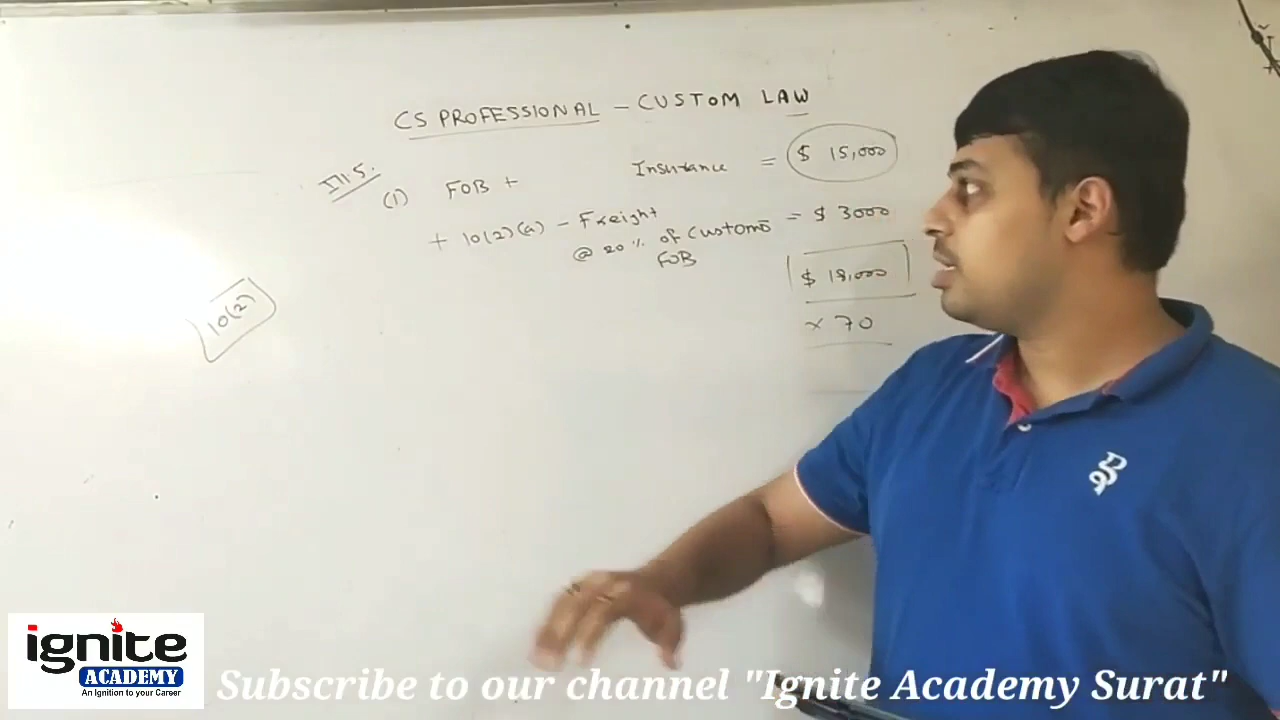 CS PROFESSIONAL - CUSTOM LAW
Ill.5.
(1) FOB + Insurance = $ 15,000
+ 10(2)(a) - Freight = $ 3000
@ 20% of Customs
FOB
$ 18,000
× 70
10(2)
ignite
ACADEMY
An Ignition to your Career
Subscribe to our channel "Ignite Academy Surat"